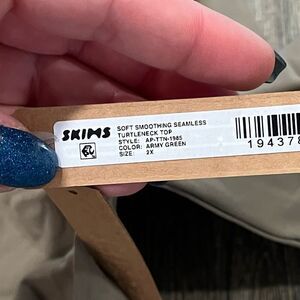 SKIMS
SOFT SMOOTHING SEAMLESS
TURTLENECK TOP
STYLE: AP-TTN-1985
COLOR: ARMY GREEN
SIZE: 2X
194378